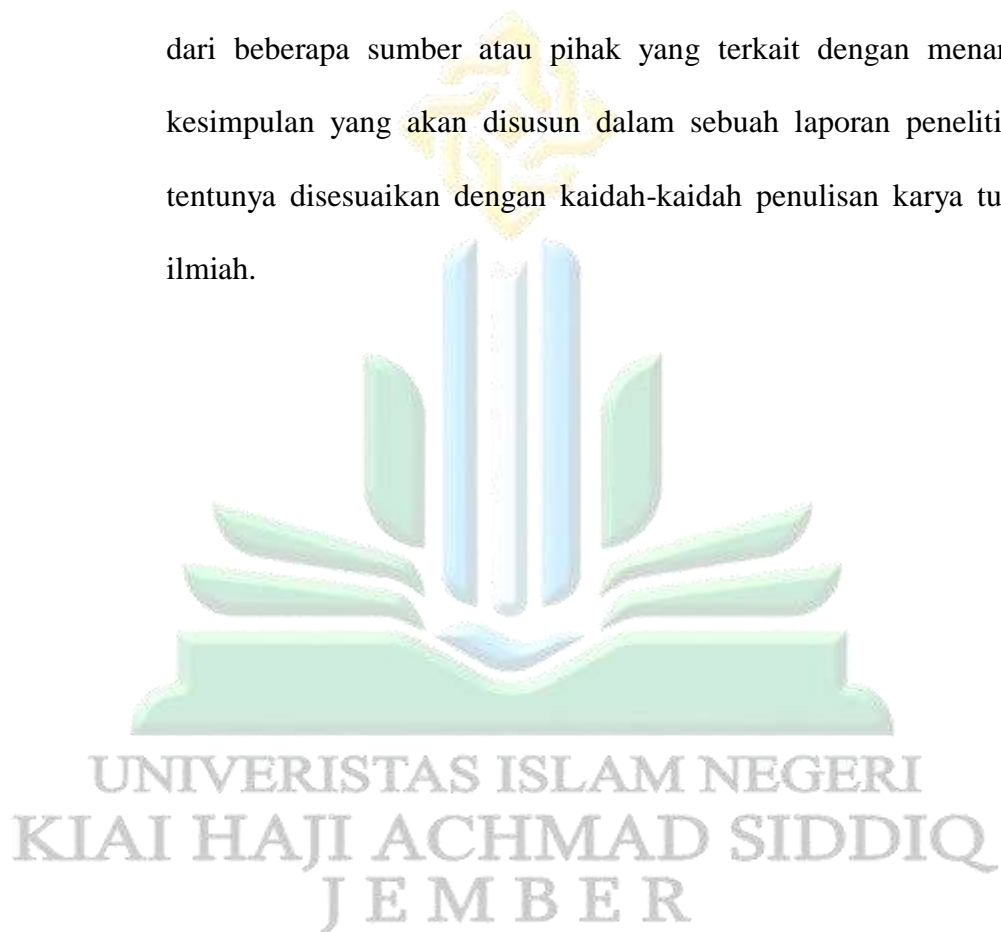 dari beberapa sumber atau pihak yang terkait dengan menar
kesimpulan yang akan disusun dalam sebuah laporan peneliti
tentunya disesuaikan dengan kaidah-kaidah penulisan karya tu
ilmiah.
UNIVERISTAS ISLAM NEGERI
KIAI HAJI ACHMAD SIDDIQ
JEMBER